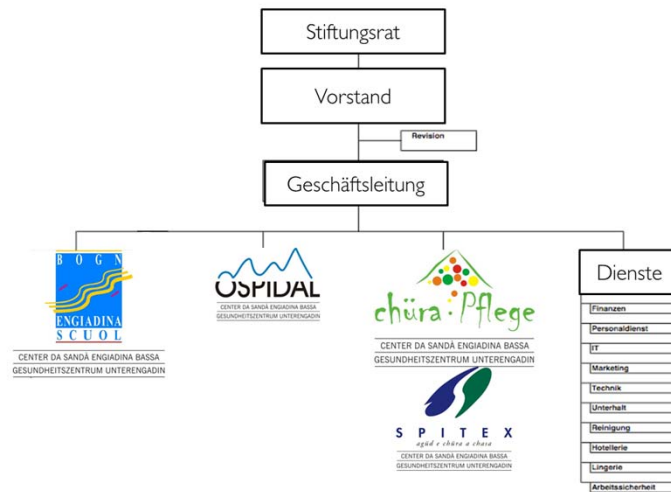 Stiftungsrat
Vorstand
Revision
Geschäftsleitung
BOGN
ENGIADINA
SCUOL
CENTER DA SANDÀ ENGIADINA BASSA
GESUNDHEITSZENTRUM UNTERENGADIN
OSPIDAL
CENTER DA SANDÀ ENGIADINA BASSA
GESUNDHEITSZENTRUM UNTERENGADIN
chüra · Pflege
CENTER DA SANDÀ ENGIADINA BASSA
GESUNDHEITSZENTRUM UNTERENGADIN
SPITEX
agüd e chüra a chasa
CENTER DA SANDÀ ENGIADINA BASSA
GESUNDHEITSZENTRUM UNTERENGADIN
Dienste
Finanzen
Personaldienst
IT
Marketing
Technik
Unterhalt
Reinigung
Hotellerie
Lingerie
Arbeitssicherheit